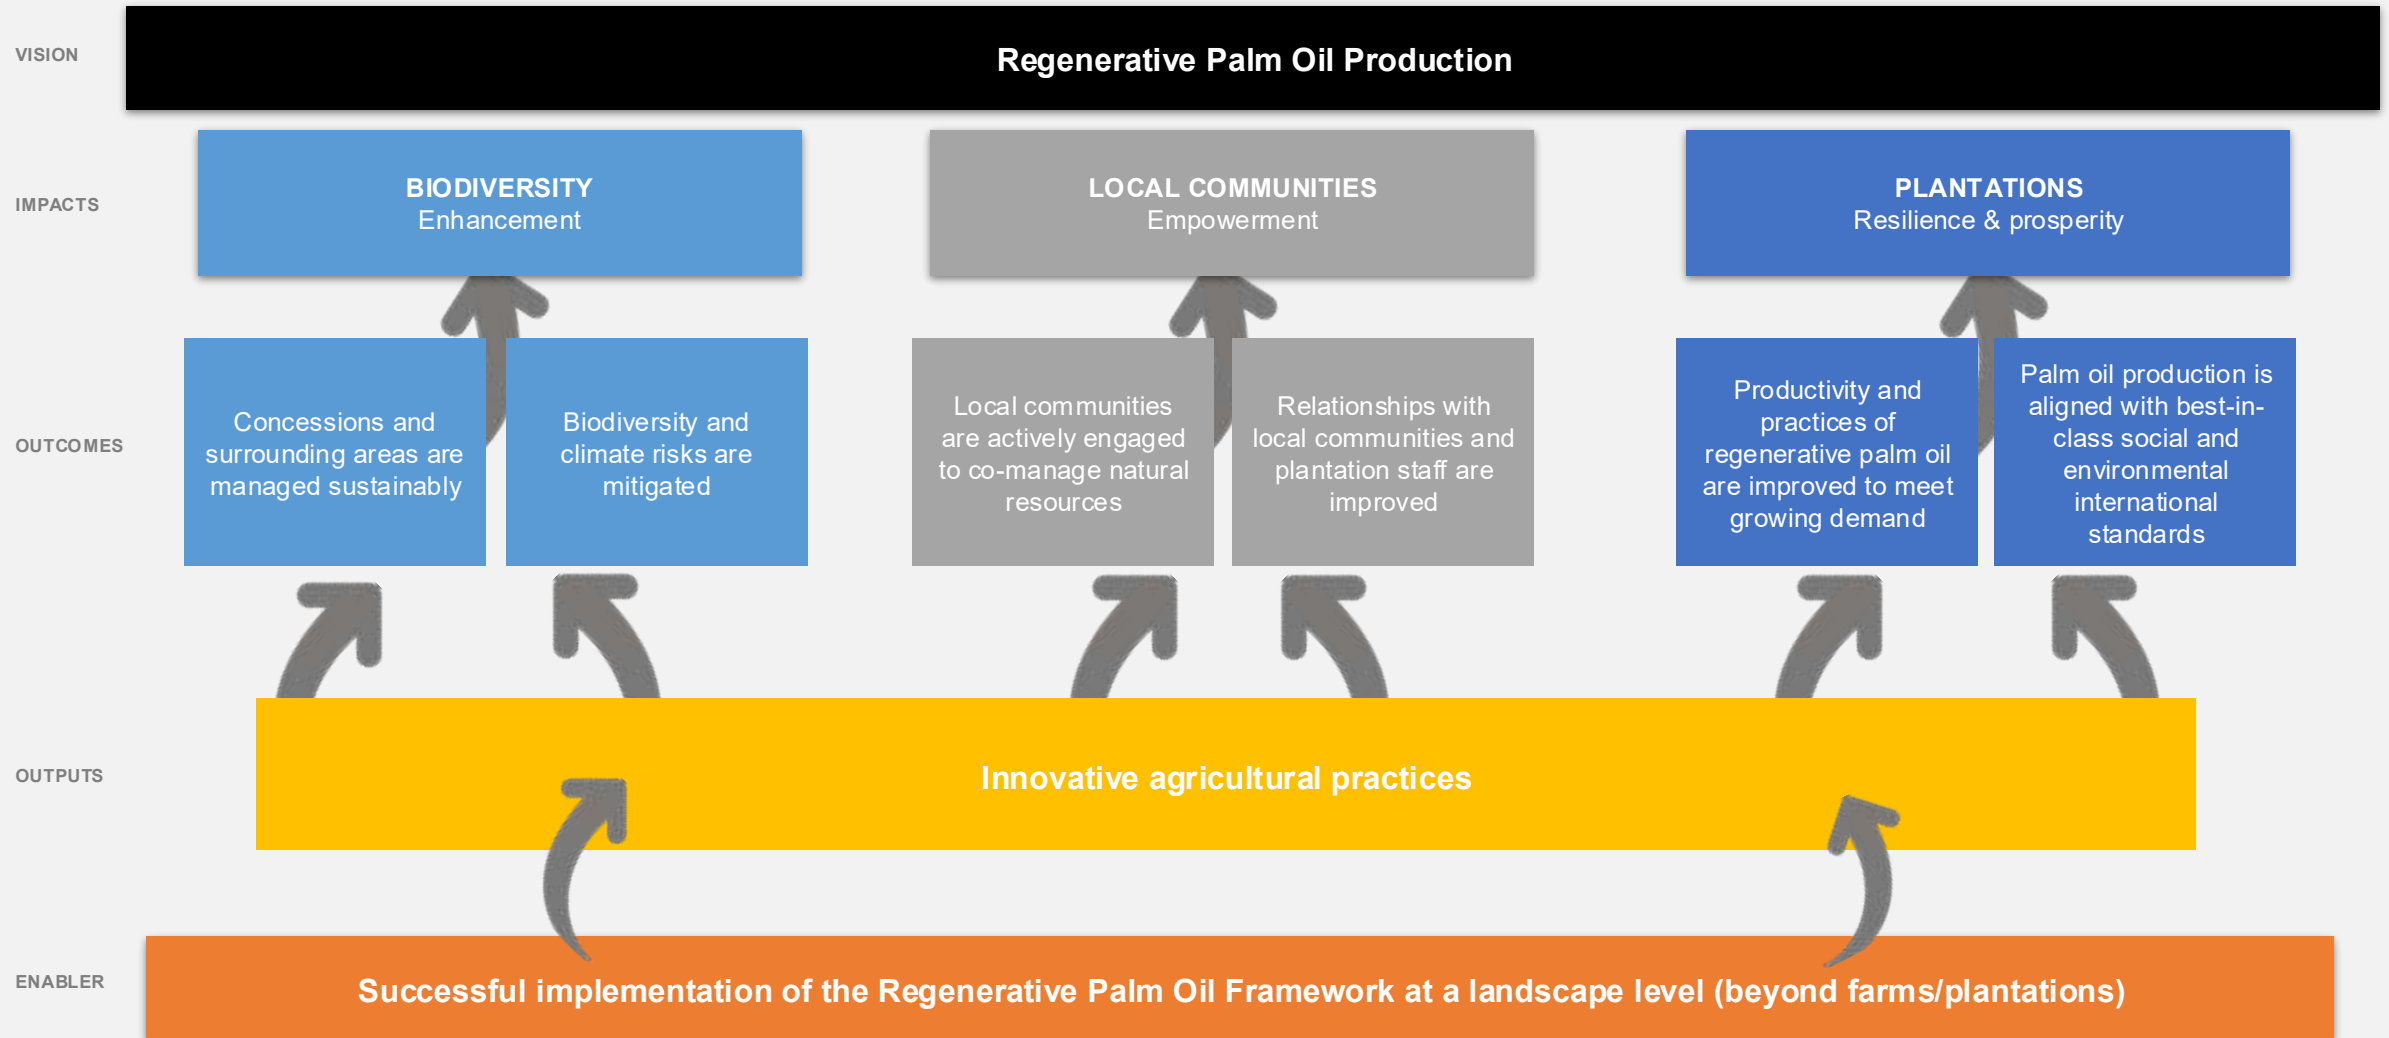 VISION
Regenerative Palm Oil Production
IMPACTS
BIODIVERSITY
Enhancement
LOCAL COMMUNITIES
Empowerment
PLANTATIONS
Resilience & prosperity
OUTCOMES
Concessions and
surrounding areas are
managed sustainably
Biodiversity and
climate risks are
mitigated
Local communities
are actively engaged
to co-manage natural
resources
Relationships with
local communities and
plantation staff are
improved
Productivity and
practices of
regenerative palm oil
are improved to meet
growing demand
Palm oil production is
aligned with best-in-
class social and
environmental
international
standards
OUTPUTS
Innovative agricultural practices
ENABLER
Successful implementation of the Regenerative Palm Oil Framework at a landscape level (beyond farms/plantations)